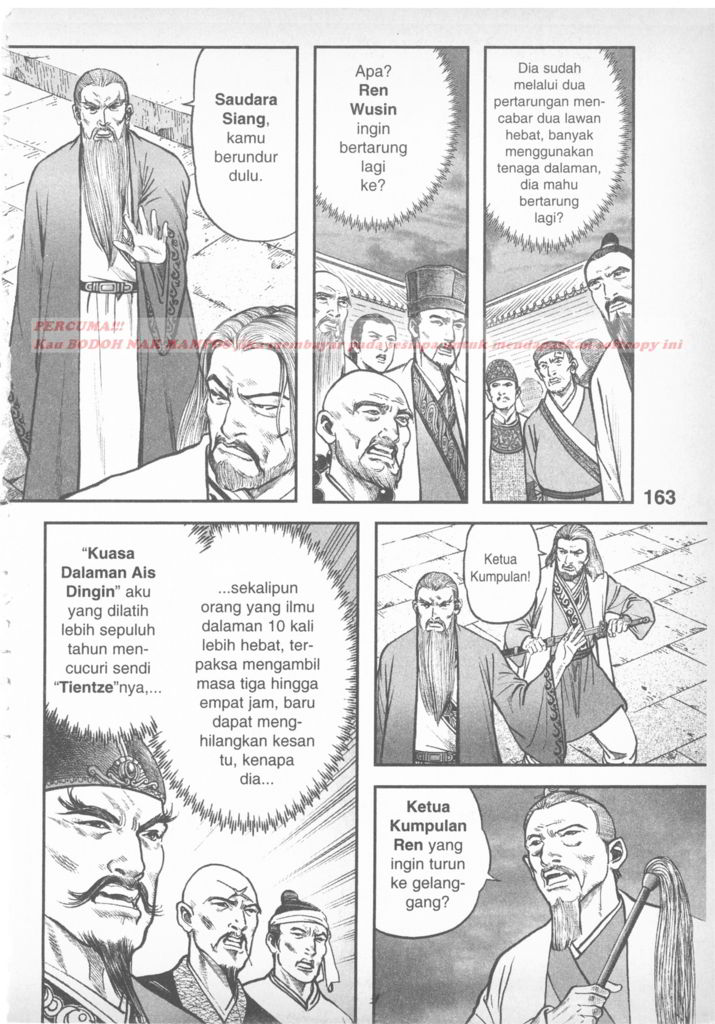 Saudara
Siang,
kamu
berundur
dulu.
Apa?
Ren
Wusin
ingin
bertarung
lagi
ke?
Dia sudah
melalui dua
pertarungan men-
cabar dua lawan
hebat, banyak
menggunakan
tenaga dalaman,
dia mahu
bertarung
lagi?
PERCUMA!!!
163
"Kuasa
Dalaman Ais
Dingin" aku
yang dilatih
lebih sepuluh
tahun men-
cucuri sendi
"Tientze"nya,...
...sekalipun
orang yang ilmu
dalaman 10 kali
lebih hebat, ter-
paksa mengambil
masa tiga hingga
empat jam, baru
dapat meng-
hilangkan kesan
tu, kenapa
dia...
Ketua
Kumpulan!
Ketua
Kumpulan
Ren yang
ingin turun
ke gelang-
gang?